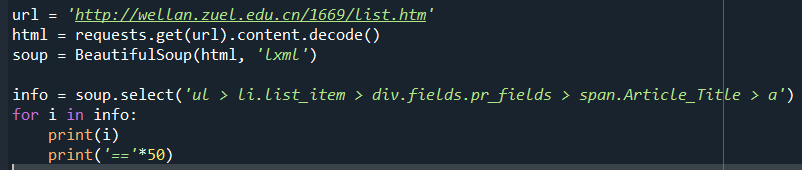 url = 'http://wellan.zuel.edu.cn/1669/list.htm'
html = requests.get(url).content.decode()
soup = BeautifulSoup(html, 'lxml')
info = soup.select('ul > li.list_item > div.fields.pr_fields > span.Article_Title > a')
for i in info:
    print(i)
    print('=='*50)